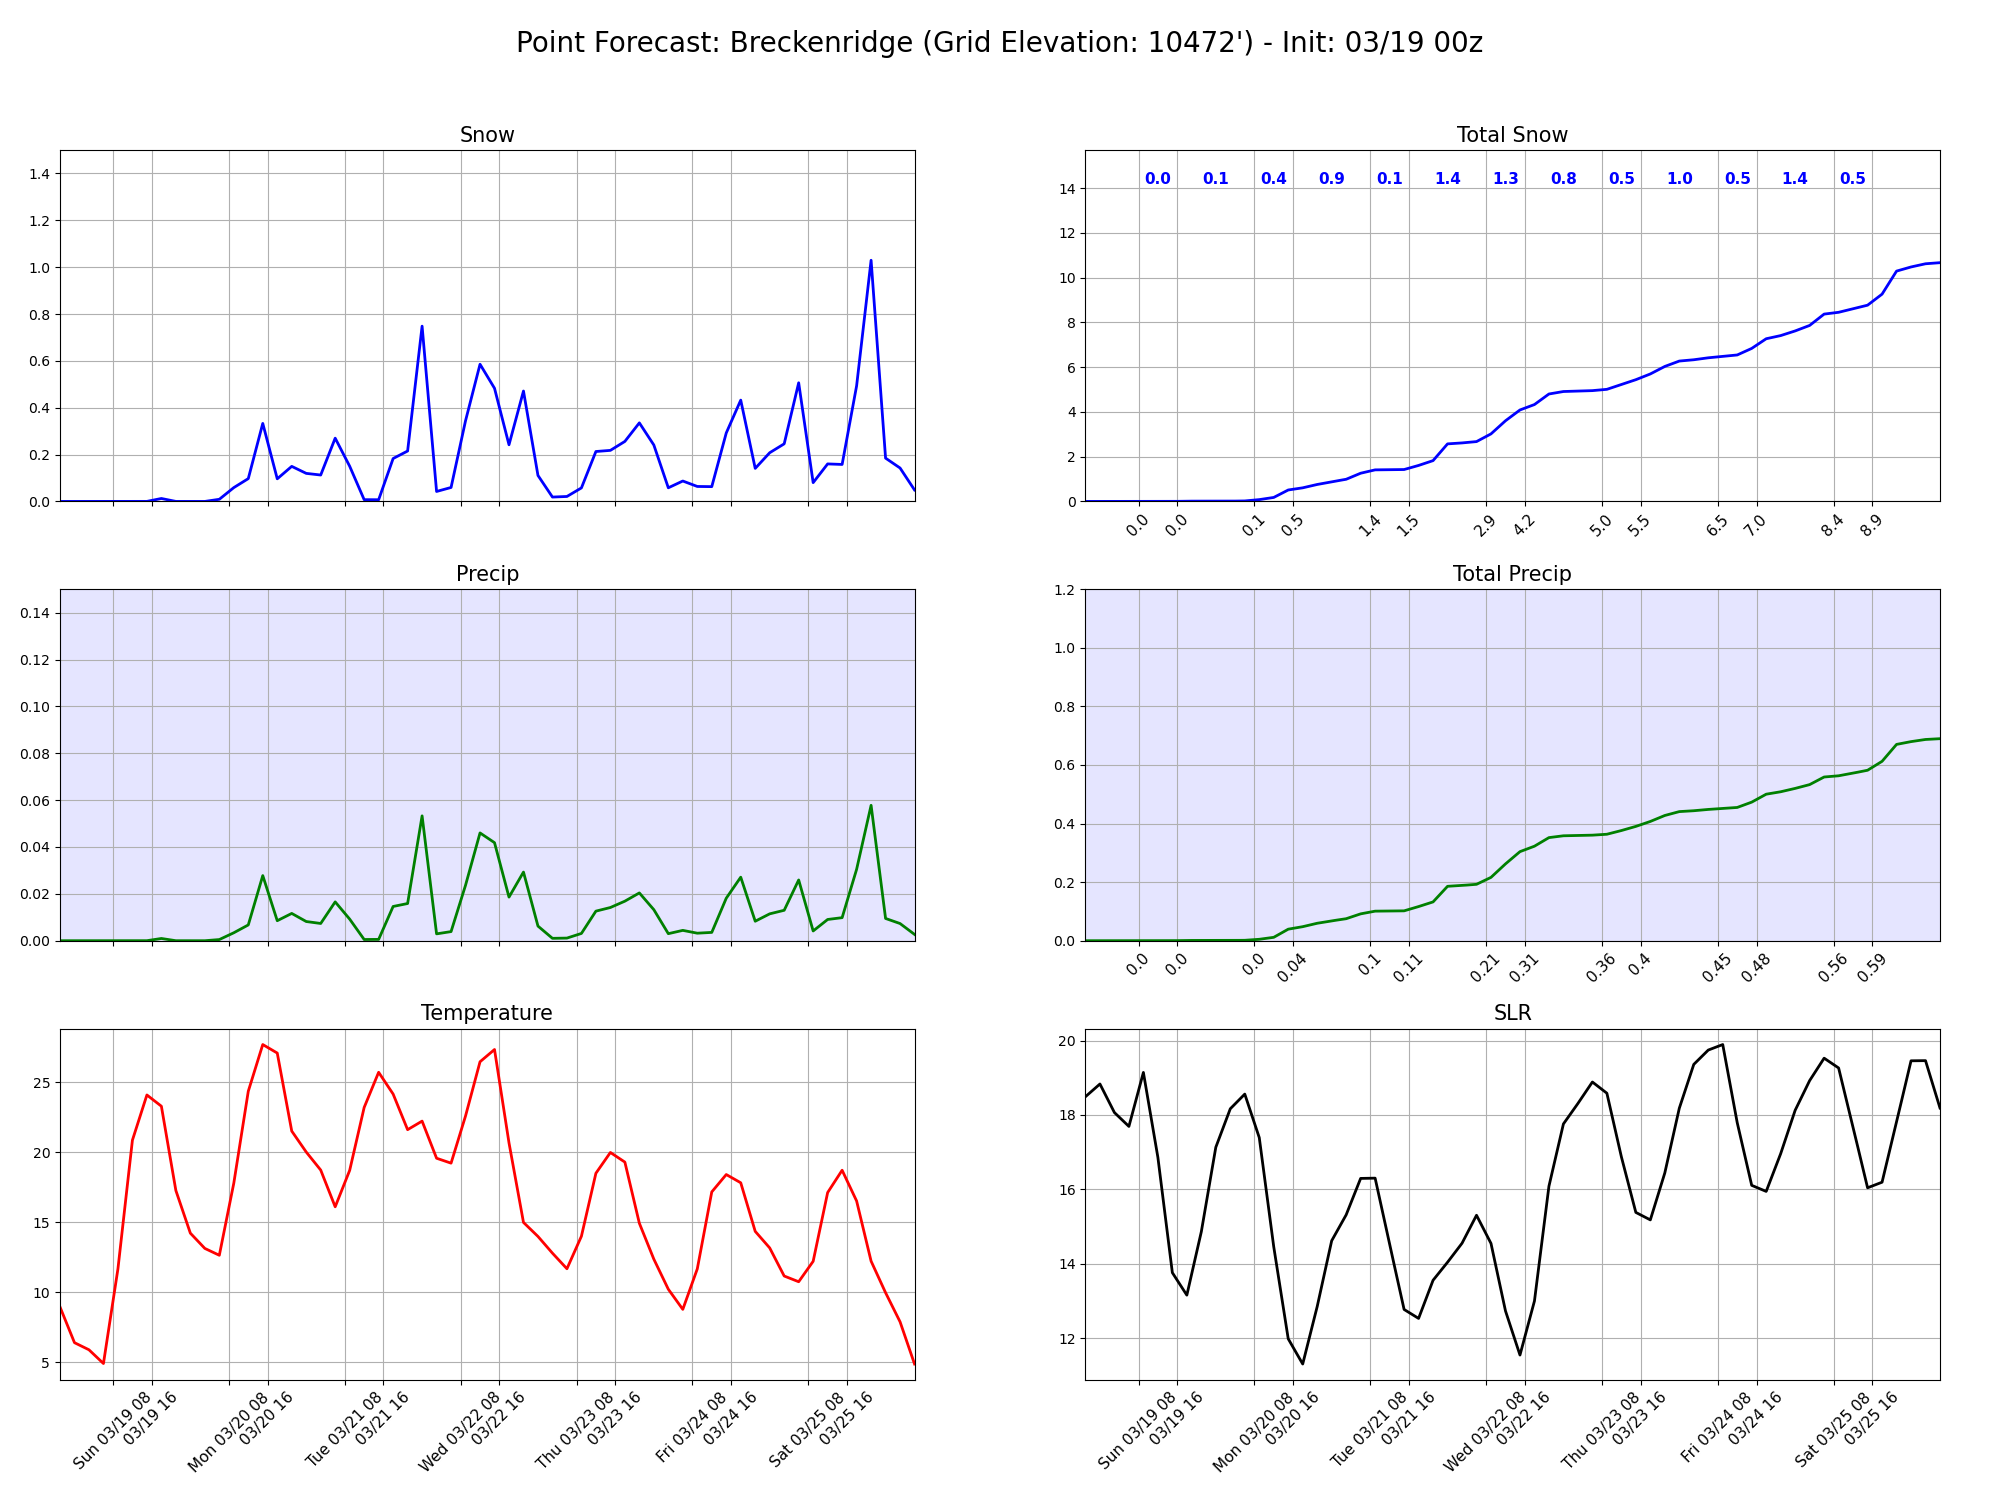 Point Forecast: Breckenridge (Grid Elevation: 10472') - Init: 03/19 00z
Snow
1.4
1.2
1.0
0.8
0.6
0.4
0.2
0.0
Total Snow
0.0 0.1 0.4 0.9 0.1 1.4 1.3 0.8 0.5 1.0 0.5 1.4 0.5
14
12
10
8
6
4
2
0
0.0 0.0 0.1 0.5 1.4 1.5 2.9 4.2 5.0 5.5 6.5 7.0 8.4 8.9
Precip
0.14
0.12
0.10
0.08
0.06
0.04
0.02
0.00
Total Precip
1.2
1.0
0.8
0.6
0.4
0.2
0.0
0.0 0.0 0.0 0.04 0.1 0.11 0.21 0.31 0.36 0.4 0.45 0.48 0.56 0.59
Temperature
25
20
15
10
5
Sun 03/19 08
03/19 16
Mon 03/20 08
03/20 16
Tue 03/21 08
03/21 16
Wed 03/22 08
03/22 16
Thu 03/23 08
03/23 16
Fri 03/24 08
03/24 16
Sat 03/25 08
03/25 16
SLR
20
18
16
14
12
Sun 03/19 08
03/19 16
Mon 03/20 08
03/20 16
Tue 03/21 08
03/21 16
Wed 03/22 08
03/22 16
Thu 03/23 08
03/23 16
Fri 03/24 08
03/24 16
Sat 03/25 08
03/25 16